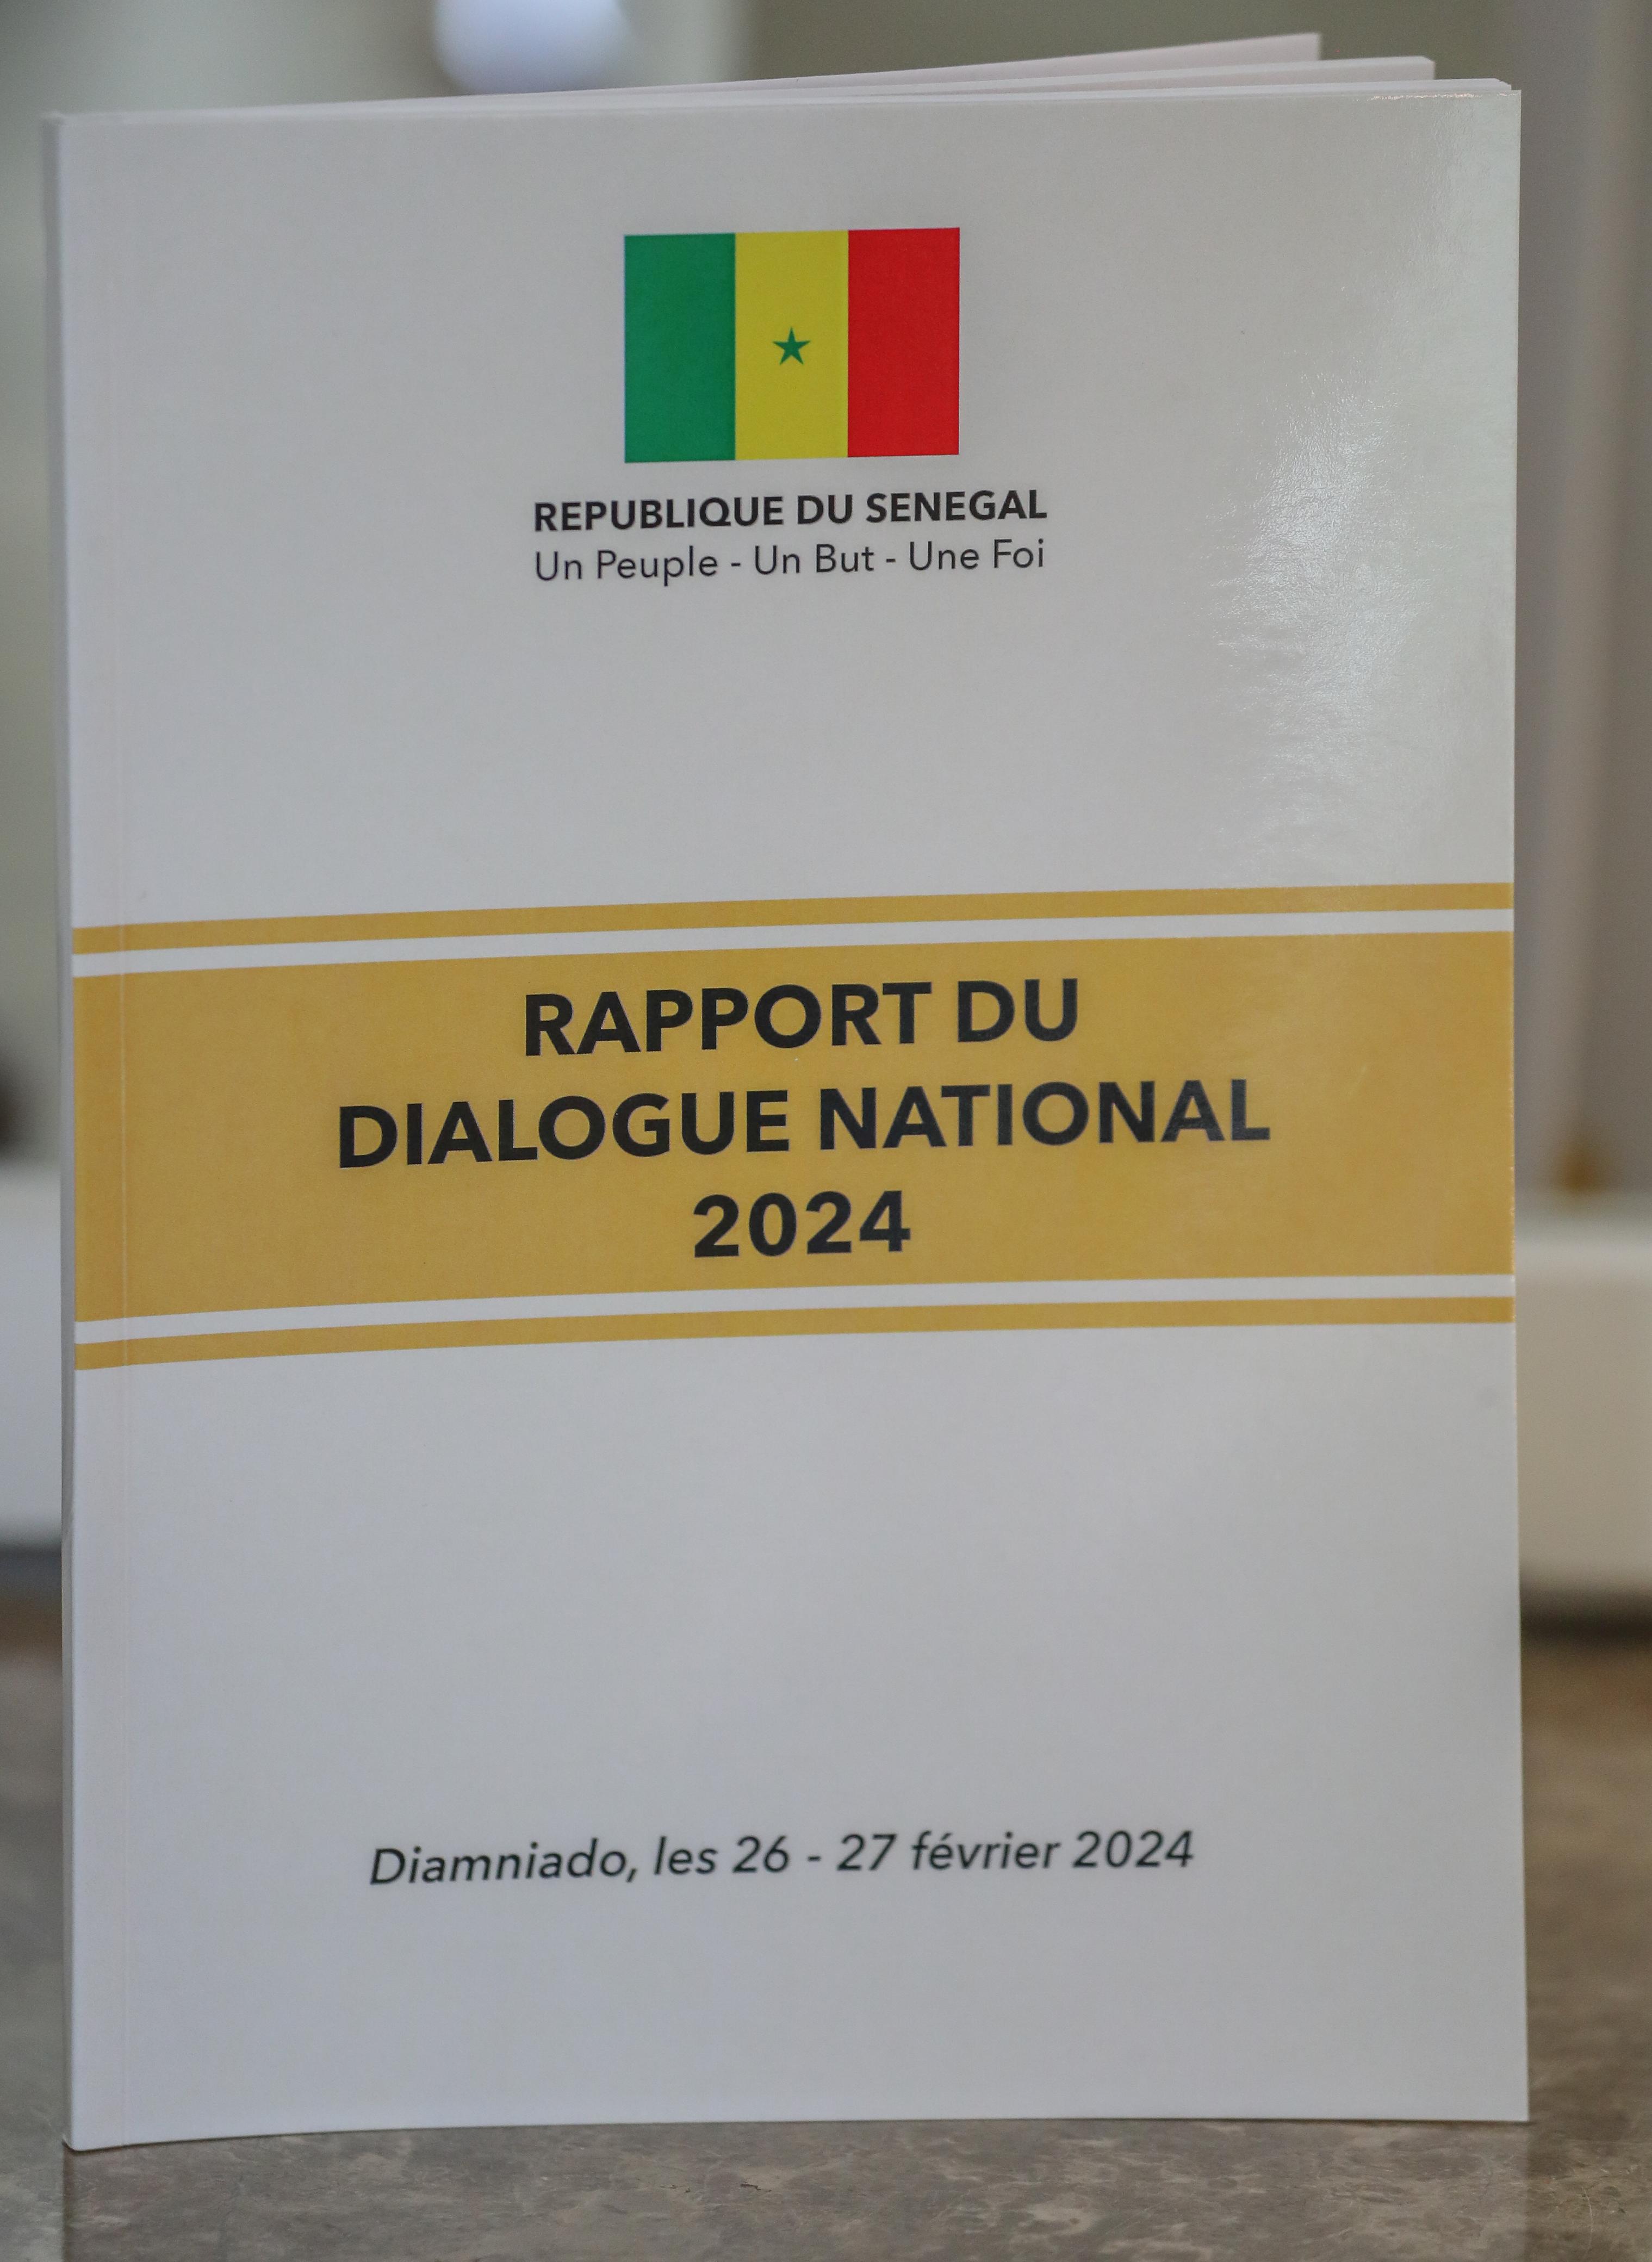 REPUBLIQUE DU SENEGAL
Un Peuple - Un But - Une Foi
RAPPORT DU
DIALOGUE NATIONAL
2024
Diamniado, les 26 - 27 février 2024